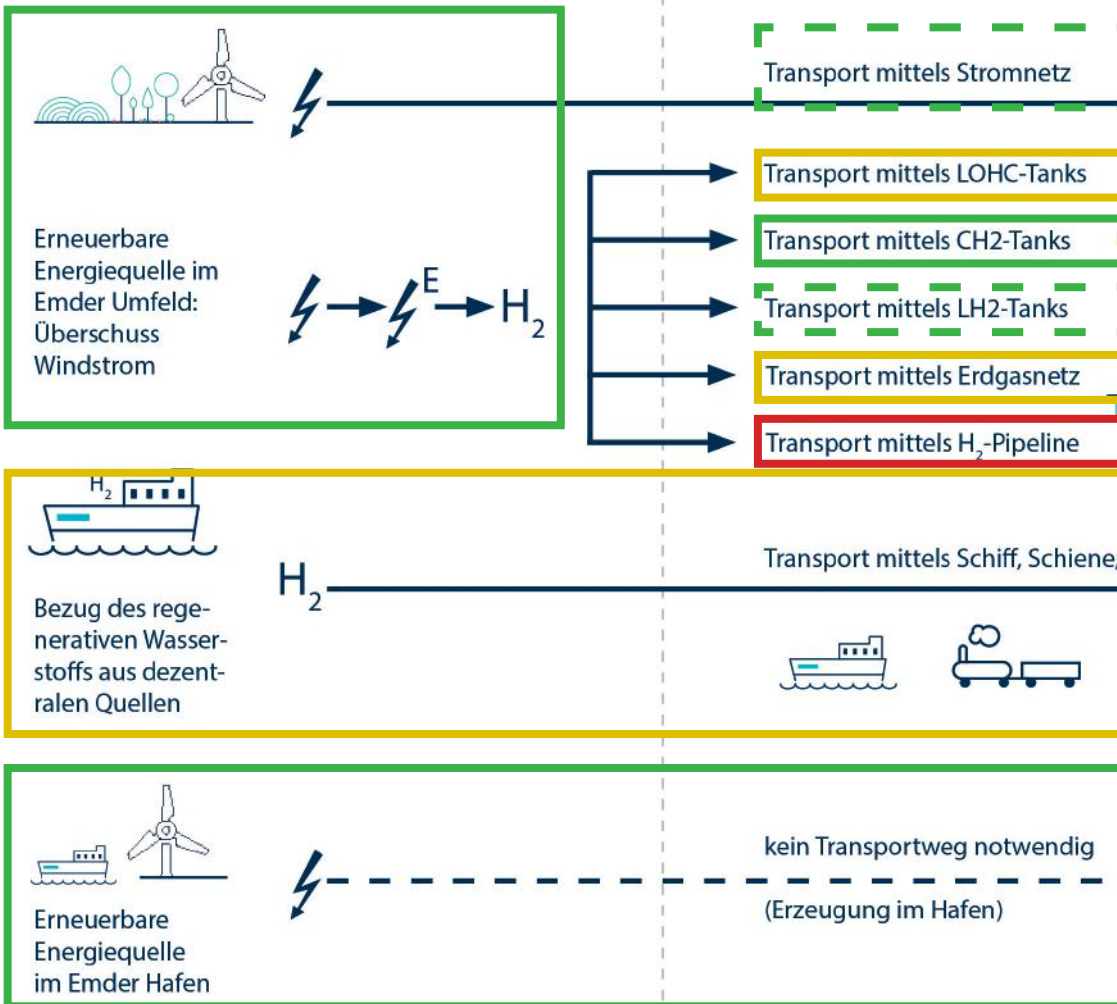 Transport mittels Stromnetz
Transport mittels LOHC-Tanks
Erneuerbare
Energiequelle im
Emder Umfeld:
Überschuss
Windstrom
E
H₂
Transport mittels CH2-Tanks
Transport mittels LH2-Tanks
Transport mittels Erdgasnetz
Transport mittels H₂-Pipeline
H₂
Bezug des rege-
nerativen Wasser-
stoffs aus dezent-
ralen Quellen
H₂
Transport mittels Schiff, Schiene,
Erneuerbare
Energiequelle
im Emder Hafen
kein Transportweg notwendig
(Erzeugung im Hafen)